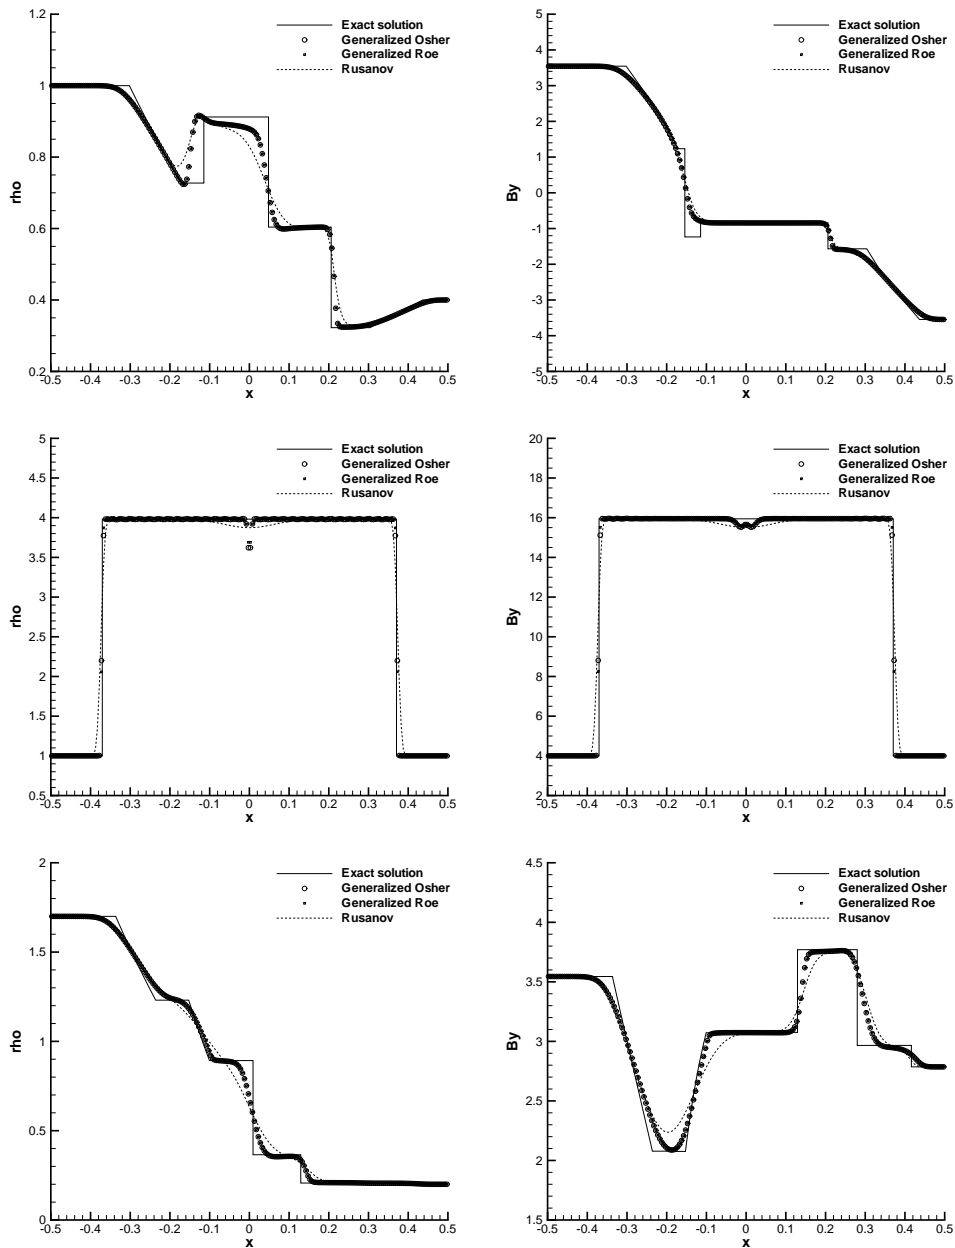 rho
1.2
1
0.8
0.6
0.4
0.2
Exact solution
Generalized Osher
Generalized Roe
Rusanov
-0.5 -0.4 -0.3 -0.2 -0.1 0 0.1 0.2 0.3 0.4 0.5
x
By
5
4
3
2
1
0
-1
-2
-3
-4
-5
Exact solution
Generalized Osher
Generalized Roe
Rusanov
-0.5 -0.4 -0.3 -0.2 -0.1 0 0.1 0.2 0.3 0.4 0.5
x
rho
5
4.5
4
3.5
3
2.5
2
1.5
1
0.5
Exact solution
Generalized Osher
Generalized Roe
Rusanov
-0.5 -0.4 -0.3 -0.2 -0.1 0 0.1 0.2 0.3 0.4 0.5
x
By
20
18
16
14
12
10
8
6
4
2
Exact solution
Generalized Osher
Generalized Roe
Rusanov
-0.5 -0.4 -0.3 -0.2 -0.1 0 0.1 0.2 0.3 0.4 0.5
x
rho
2
1.5
1
0.5
0
Exact solution
Generalized Osher
Generalized Roe
Rusanov
-0.5 -0.4 -0.3 -0.2 -0.1 0 0.1 0.2 0.3 0.4 0.5
x
By
4.5
4
3.5
3
2.5
2
1.5
Exact solution
Generalized Osher
Generalized Roe
Rusanov
-0.5 -0.4 -0.3 -0.2 -0.1 0 0.1 0.2 0.3 0.4 0.5
x